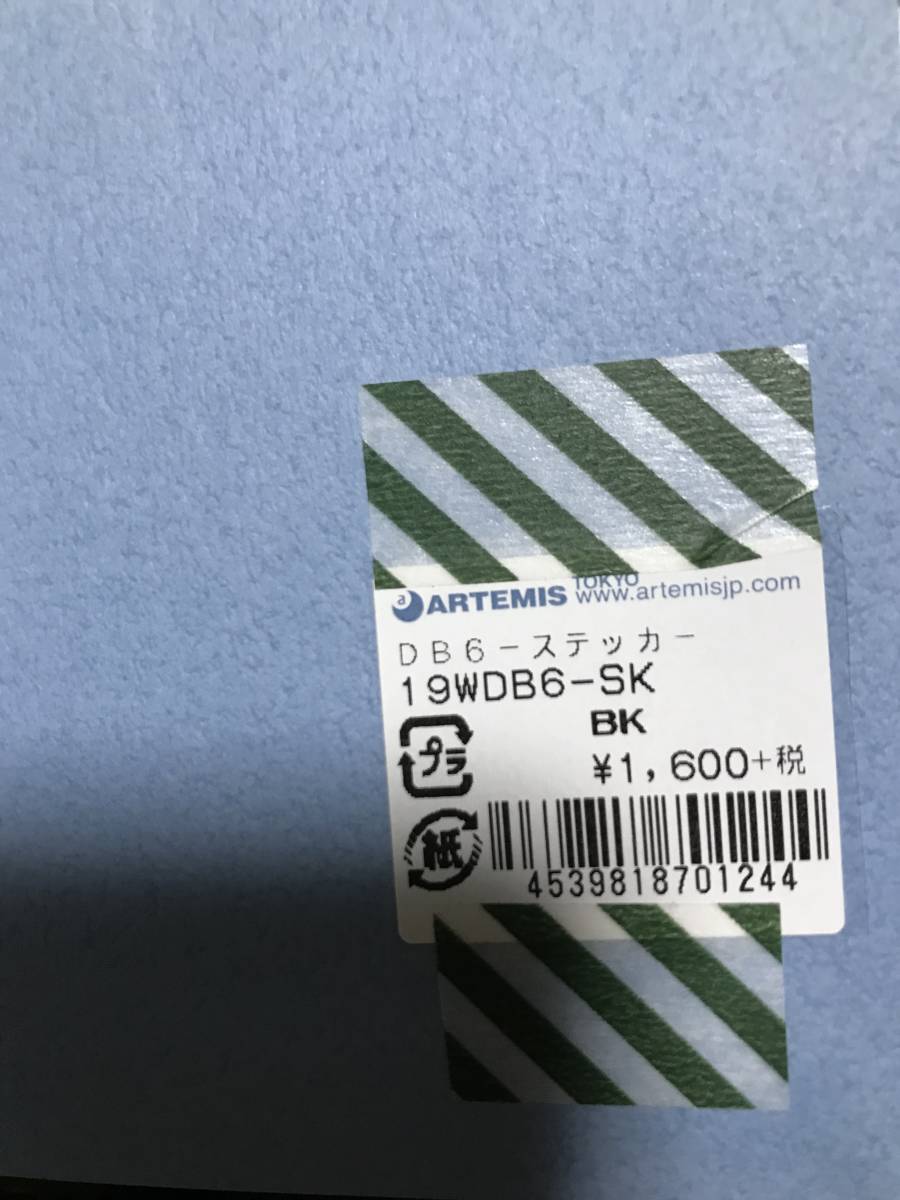 ARTEMIS TOKYO www.artemisjp.com
DB6-ステッカー
19WDB6-SK
BK
プラ
¥1,600+税
紙
4539818701244